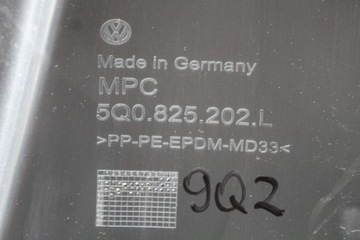 Made in Germany
MPC
5Q0.825.202.L
>PP-PE-EPDM-MD33<
9Q2